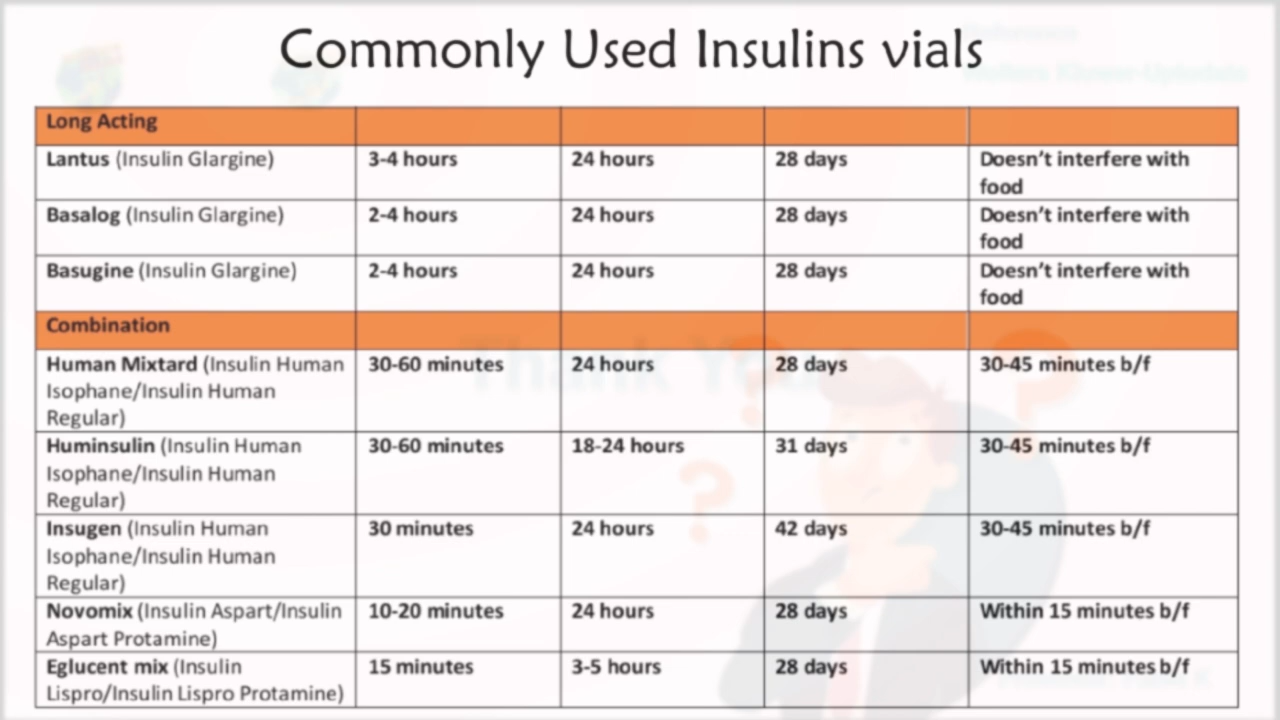 Commonly Used Insulins vials
Long Acting
Lantus (Insulin Glargine) 3-4 hours 24 hours 28 days Doesn't interfere with
food
Basalog (Insulin Glargine) 2-4 hours 24 hours 28 days Doesn't interfere with
food
Basugine (Insulin Glargine) 2-4 hours 24 hours 28 days Doesn't interfere with
food
Combination
Human Mixtard (Insulin Human 30-60 minutes 24 hours 28 days 30-45 minutes b/f
Isophane/Insulin Human
Regular)
Huminsulin (Insulin Human 30-60 minutes 18-24 hours 31 days 30-45 minutes b/f
Isophane/Insulin Human
Regular)
Insugen (Insulin Human 30 minutes 24 hours 42 days 30-45 minutes b/f
Isophane/Insulin Human
Regular)
Novomix (Insulin Aspart/Insulin 10-20 minutes 24 hours 28 days Within 15 minutes b/f
Aspart Protamine)
Eglucent mix (Insulin 15 minutes 3-5 hours 28 days Within 15 minutes b/f
Lispro/Insulin Lispro Protamine)
Thank You